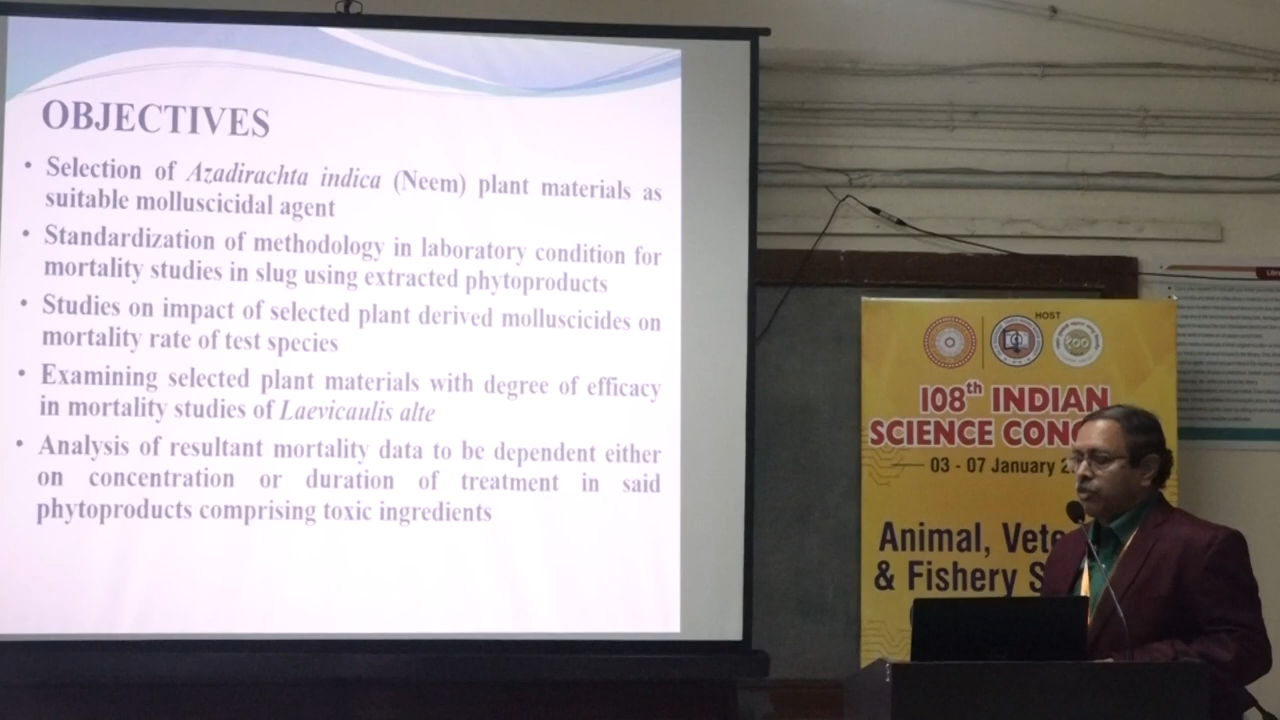 OBJECTIVES
• Selection of Azadirachta indica (Neem) plant materials as
suitable molluscicidal agent
• Standardization of methodology in laboratory condition for
mortality studies in slug using extracted phytoproducts
• Studies on impact of selected plant derived molluscicides on
mortality rate of test species
• Examining selected plant materials with degree of efficacy
in mortality studies of Laevicaulis alte
• Analysis of resultant mortality data to be dependent either
on concentration or duration of treatment in said
phytoproducts comprising toxic ingredients
HOST
108th INDIAN
SCIENCE CON
03 - 07 January 2
Animal, Vete
& Fishery S